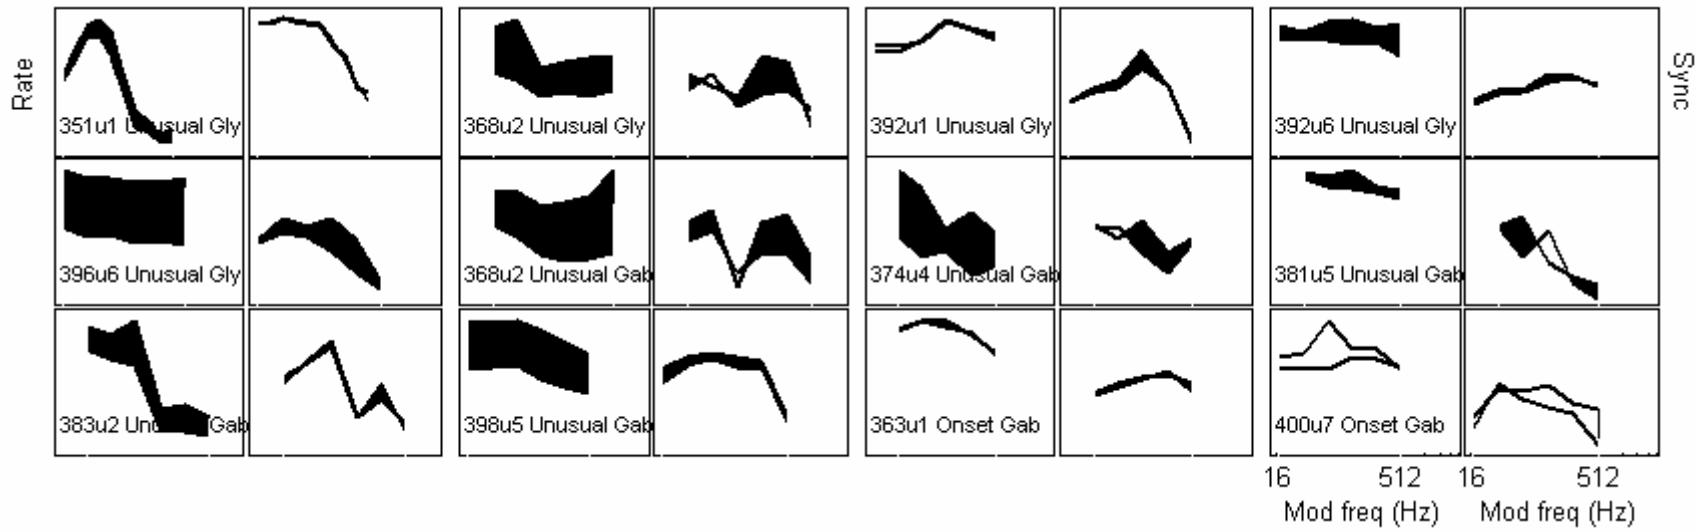 Rate
Sync
351u1 Unusual Gly
368u2 Unusual Gly
392u1 Unusual Gly
392u6 Unusual Gly
396u6 Unusual Gly
368u2 Unusual Gab
374u4 Unusual Gab
381u5 Unusual Gab
383u2 Unusual Gab
398u5 Unusual Gab
363u1 Onset Gab
400u7 Onset Gab
16 512 16 512
Mod freq (Hz) Mod freq (Hz)